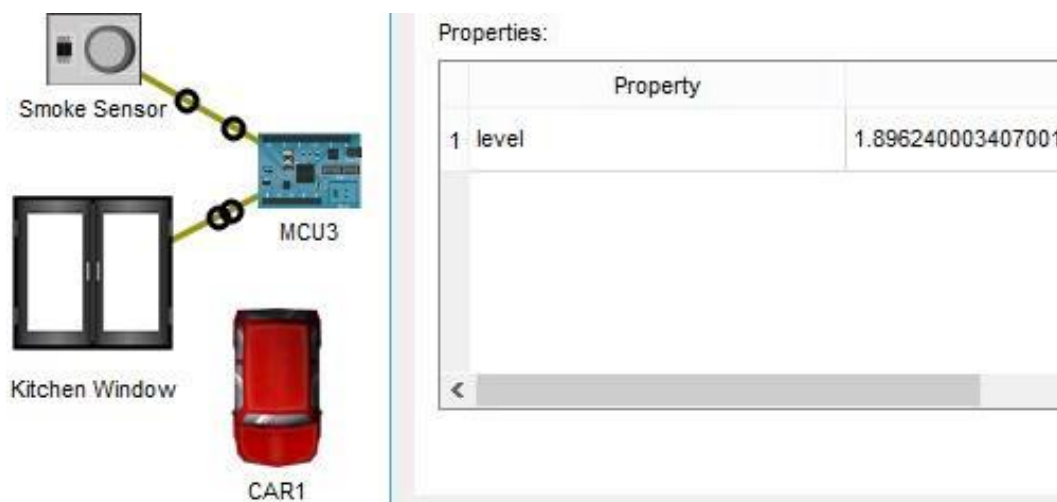 Smoke Sensor
MCU3
Kitchen Window
CAR1
Properties:
Property
1 level 1.896240003407001